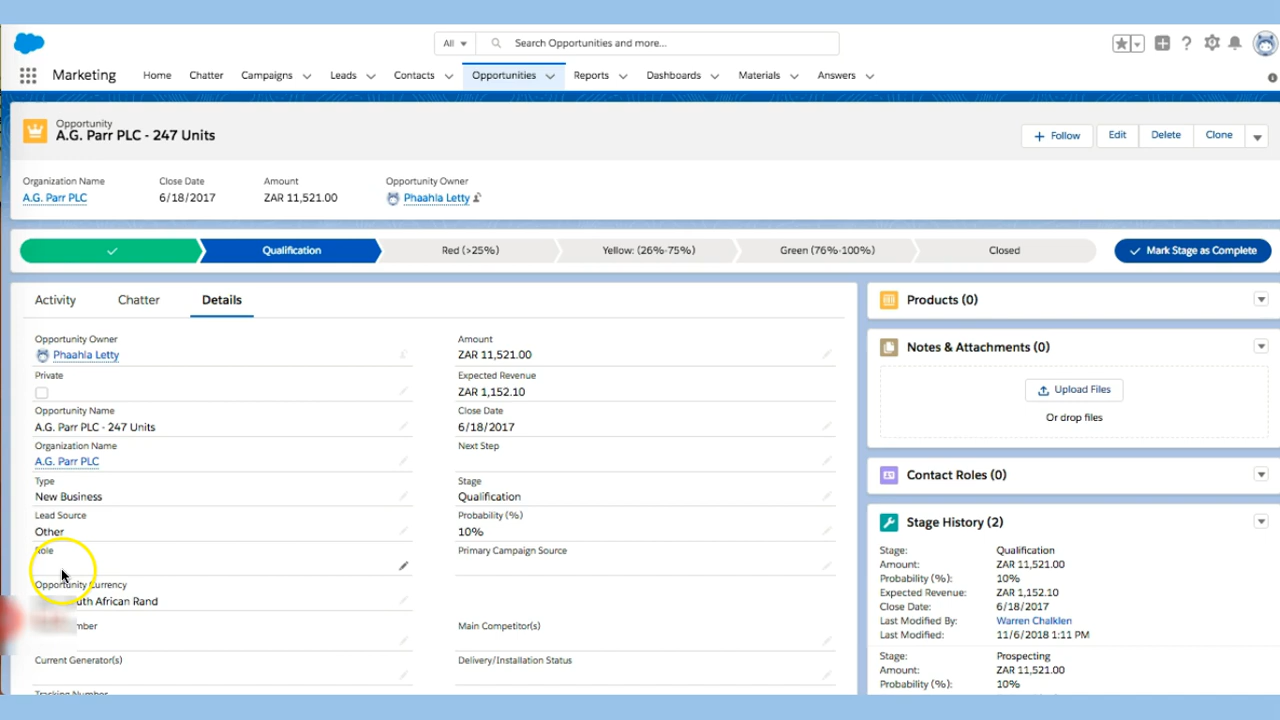 All
Search Opportunities and more...
Marketing
Home
Chatter
Campaigns
Leads
Contacts
Opportunities
Reports
Dashboards
Materials
Answers
Opportunity
A.G. Parr PLC - 247 Units
Follow
Edit
Delete
Clone
Organization Name
Close Date
Amount
Opportunity Owner
A.G. Parr PLC
6/18/2017
ZAR 11,521.00
Phaahla Letty
Qualification
Red (>25%)
Yellow: (26%-75%)
Green (76%-100%)
Closed
Mark Stage as Complete
Activity
Chatter
Details
Opportunity Owner
Phaahla Letty
Private
Opportunity Name
A.G. Parr PLC - 247 Units
Organization Name
A.G. Parr PLC
Type
New Business
Lead Source
Other
Role
Opportunity Currency
uth African Rand
mber
Current Generator(s)
Tracking Number
Amount
ZAR 11,521.00
Expected Revenue
ZAR 1,152.10
Close Date
6/18/2017
Next Step
Stage
Qualification
Probability (%)
10%
Primary Campaign Source
Main Competitor(s)
Delivery/Installation Status
Products (0)
Notes & Attachments (0)
Upload Files
Or drop files
Contact Roles (0)
Stage History (2)
Stage: Qualification
Amount: ZAR 11,521.00
Probability (%): 10%
Expected Revenue: ZAR 1,152.10
Close Date: 6/18/2017
Last Modified By: Warren Chalklen
Last Modified: 11/6/2018 1:11 PM
Stage: Prospecting
Amount: ZAR 11,521.00
Probability (%): 10%